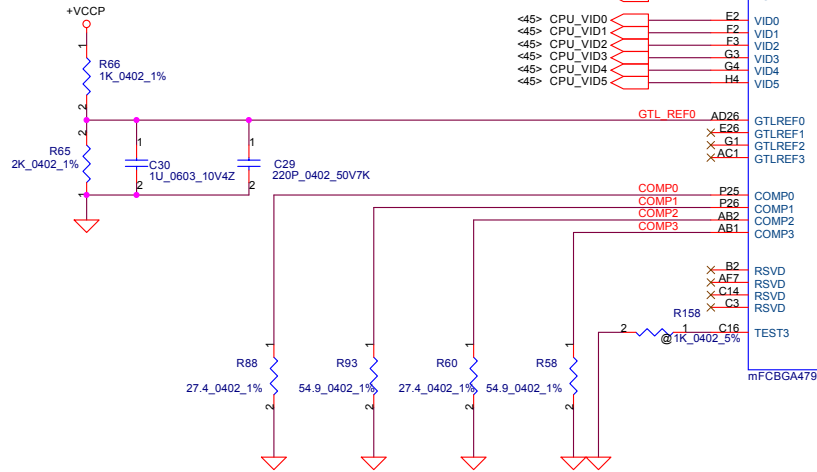 +VCCP
<45> CPU_VID0 E2 VID0
<45> CPU_VID1 F2 VID1
<45> CPU_VID2 F3 VID2
<45> CPU_VID3 G3 VID3
<45> CPU_VID4 G4 VID4
<45> CPU_VID5 H4 VID5
1
R66
1K_0402_1%
2
GTL_REF0 AD26 GTLREF0
E26 GTLREF1
G1 GTLREF2
AC1 GTLREF3
2
R65
2K_0402_1%
1
1
C30
1U_0603_10V4Z
2
1
C29
220P_0402_50V7K
2
COMP0 P25 COMP0
COMP1 P26 COMP1
COMP2 AB2 COMP2
COMP3 AB1 COMP3
B2 RSVD
AF7 RSVD
C14 RSVD
C3 RSVD
R158
2 1 C16 TEST3
@1K_0402_5%
mFCBGA479
1 1 1 1
R88 R93 R60 R58
27.4_0402_1% 54.9_0402_1% 27.4_0402_1% 54.9_0402_1%
2 2 2 2